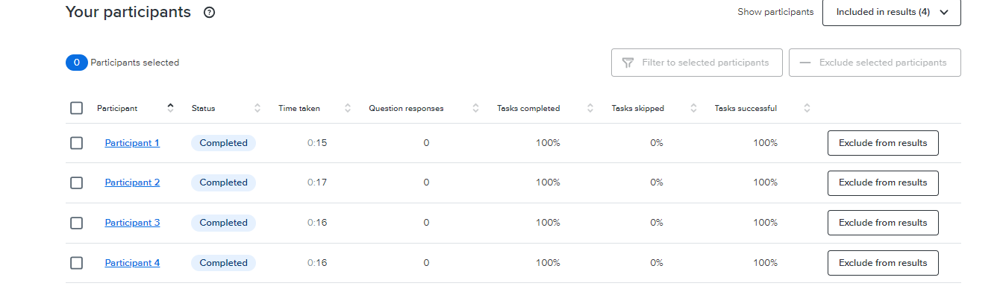 Your participants ?
Show participants Included in results (4)
0 Participants selected
Filter to selected participants Exclude selected participants
Participant Status Time taken Question responses Tasks completed Tasks skipped Tasks successful
Participant 1 Completed 0:15 0 100% 0% 100% Exclude from results
Participant 2 Completed 0:17 0 100% 0% 100% Exclude from results
Participant 3 Completed 0:16 0 100% 0% 100% Exclude from results
Participant 4 Completed 0:16 0 100% 0% 100% Exclude from results